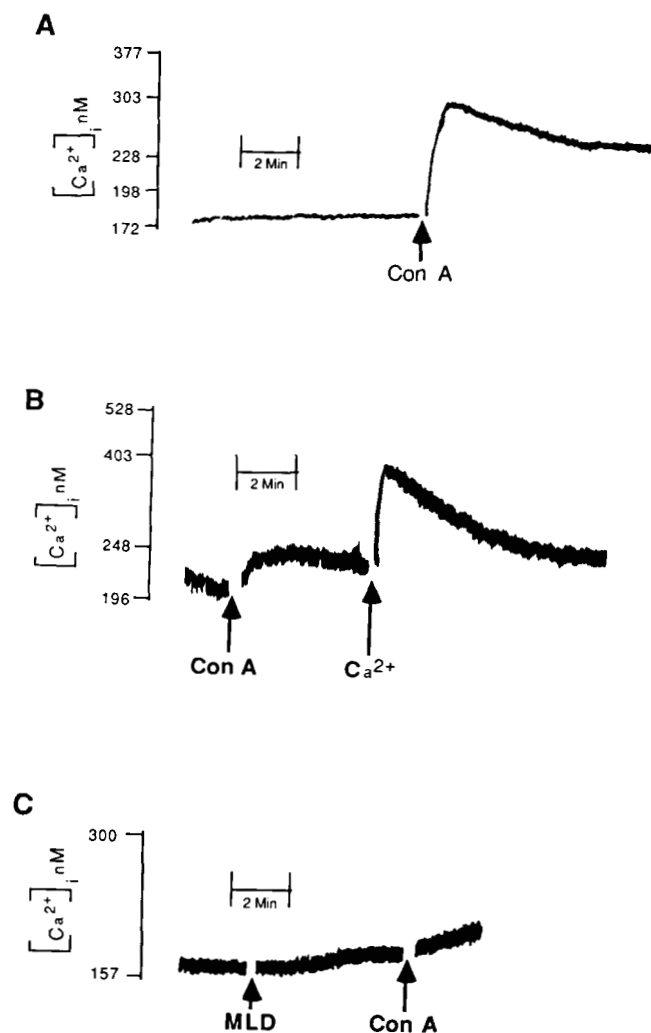 A
377
303
228
198
172
[Ca²⁺]ᵢ nM
2 Min
Con A
B
528
403
248
196
[Ca²⁺]ᵢ nM
2 Min
Con A
Ca²⁺
C
300
157
[Ca²⁺]ᵢ nM
2 Min
MLD
Con A